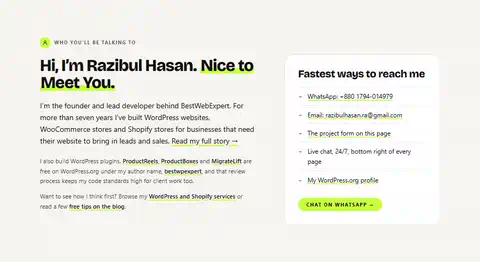 WHO YOU'LL BE TALKING TO
Hi, I'm Razibul Hasan. Nice to
Meet You.
I'm the founder and lead developer behind BestWebExpert. For
more than seven years I've built WordPress websites,
WooCommerce stores and Shopify stores for businesses that need
their website to bring in leads and sales. Read my full story →
I also build WordPress plugins. ProductReels, ProductBoxes and MigrateLift are
free on WordPress.org under my author name, bestwpexpert, and that review
process keeps my code standards high for client work too.
Want to see how I think first? Browse my WordPress and Shopify services or
read a few free tips on the blog.
Fastest ways to reach me
– WhatsApp: +880 1794-014979
– Email: razibulhasan.ra@gmail.com
– The project form on this page
– Live chat, 24/7, bottom right of every
page
– My WordPress.org profile
CHAT ON WHATSAPP →